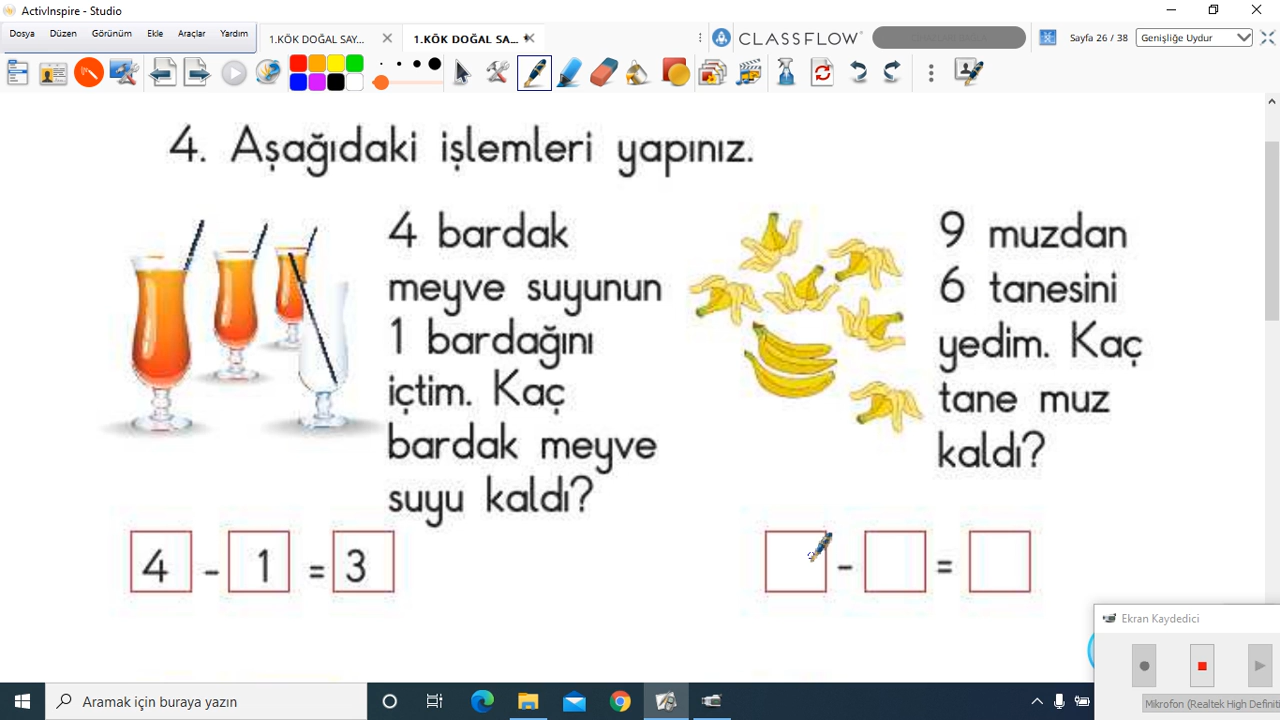 ActivInspire - Studio
Dosya Düzen Görünüm Ekle Araçlar Yardım
1.KÖK DOĞAL SAY...
1.KÖK DOĞAL SA...
CLASSFLOW
Sayfa 26 / 38
Genişliğe Uydur
4. Aşağıdaki işlemleri yapınız.
4 bardak
meyve suyunun
1 bardağını
içtim. Kaç
bardak meyve
suyu kaldı?
4 - 1 = 3
9 muzdan
6 tanesini
yedim. Kaç
tane muz
kaldı?
- =
Ekran Kaydedici
Mikrofon (Realtek High Definit
Aramak için buraya yazın